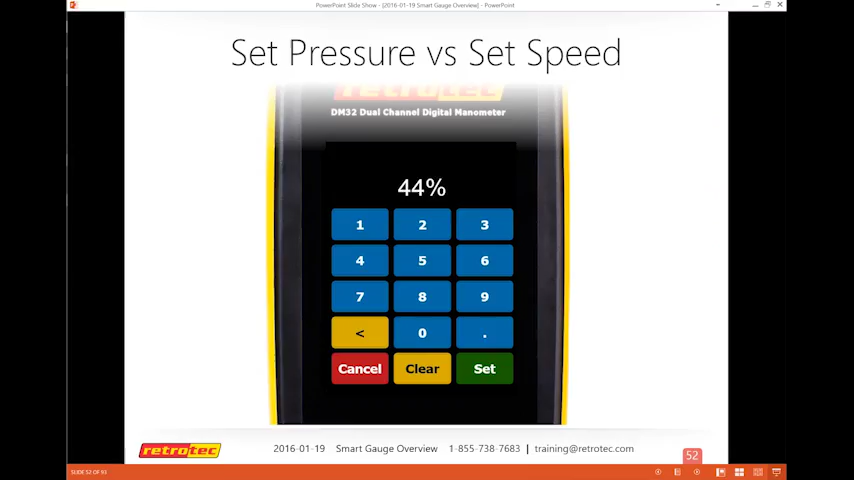 PowerPoint Slide Show - [2016-01-19 Smart Gauge Overview] - PowerPoint
Set Pressure vs Set Speed
retrotec
DM32 Dual Channel Digital Manometer
44%
1 2 3
4 5 6
7 8 9
< 0 .
Cancel Clear Set
retrotec 2016-01-19 Smart Gauge Overview 1-855-738-7683 | training@retrotec.com 52
SLIDE 52 OF 93